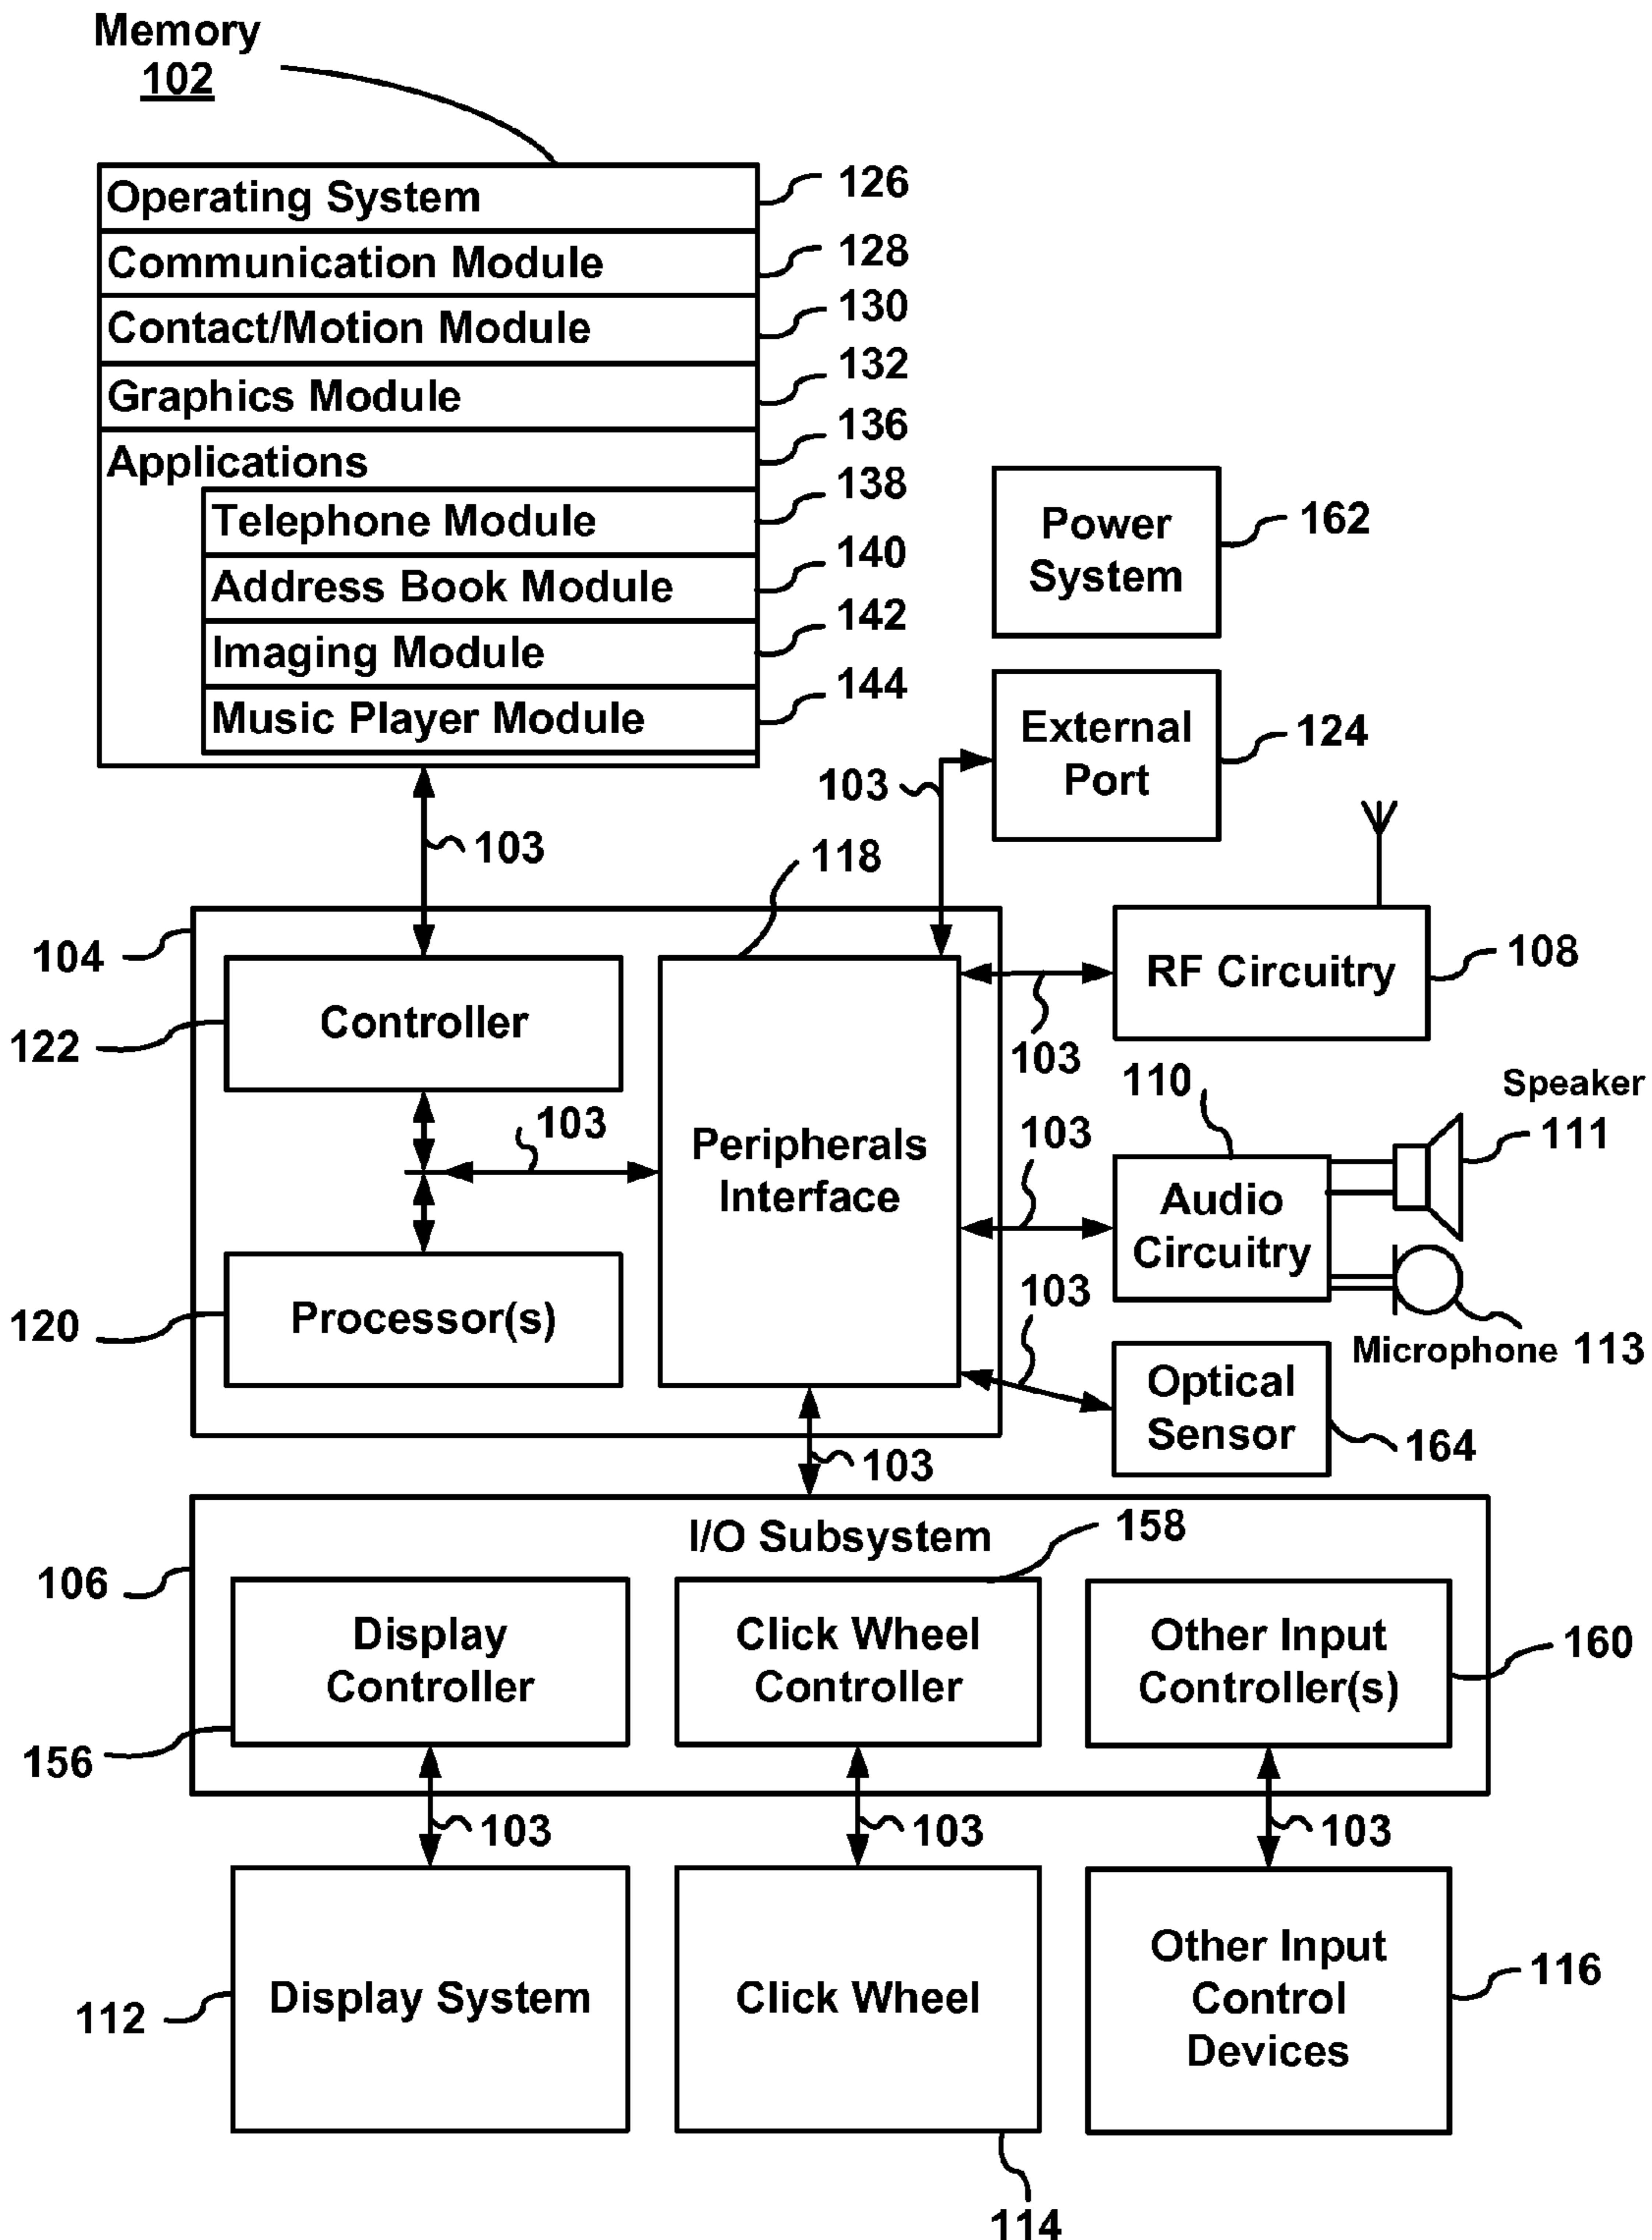 Memory
102
Operating System
126
Communication Module
128
Contact/Motion Module
130
Graphics Module
132
Applications
136
Telephone Module
138
Address Book Module
140
Imaging Module
142
Music Player Module
144
Power
System
162
External
Port
124
103
103
118
104
Controller
122
RF Circuitry
108
103
103
Peripherals
Interface
110
Speaker
111
103
Audio
Circuitry
Microphone 113
Processor(s)
120
103
Optical
Sensor
164
103
I/O Subsystem
158
106
Display
Controller
156
Click Wheel
Controller
Other Input
Controller(s)
160
103
103
103
Display System
112
Click Wheel
114
Other Input
Control
Devices
116